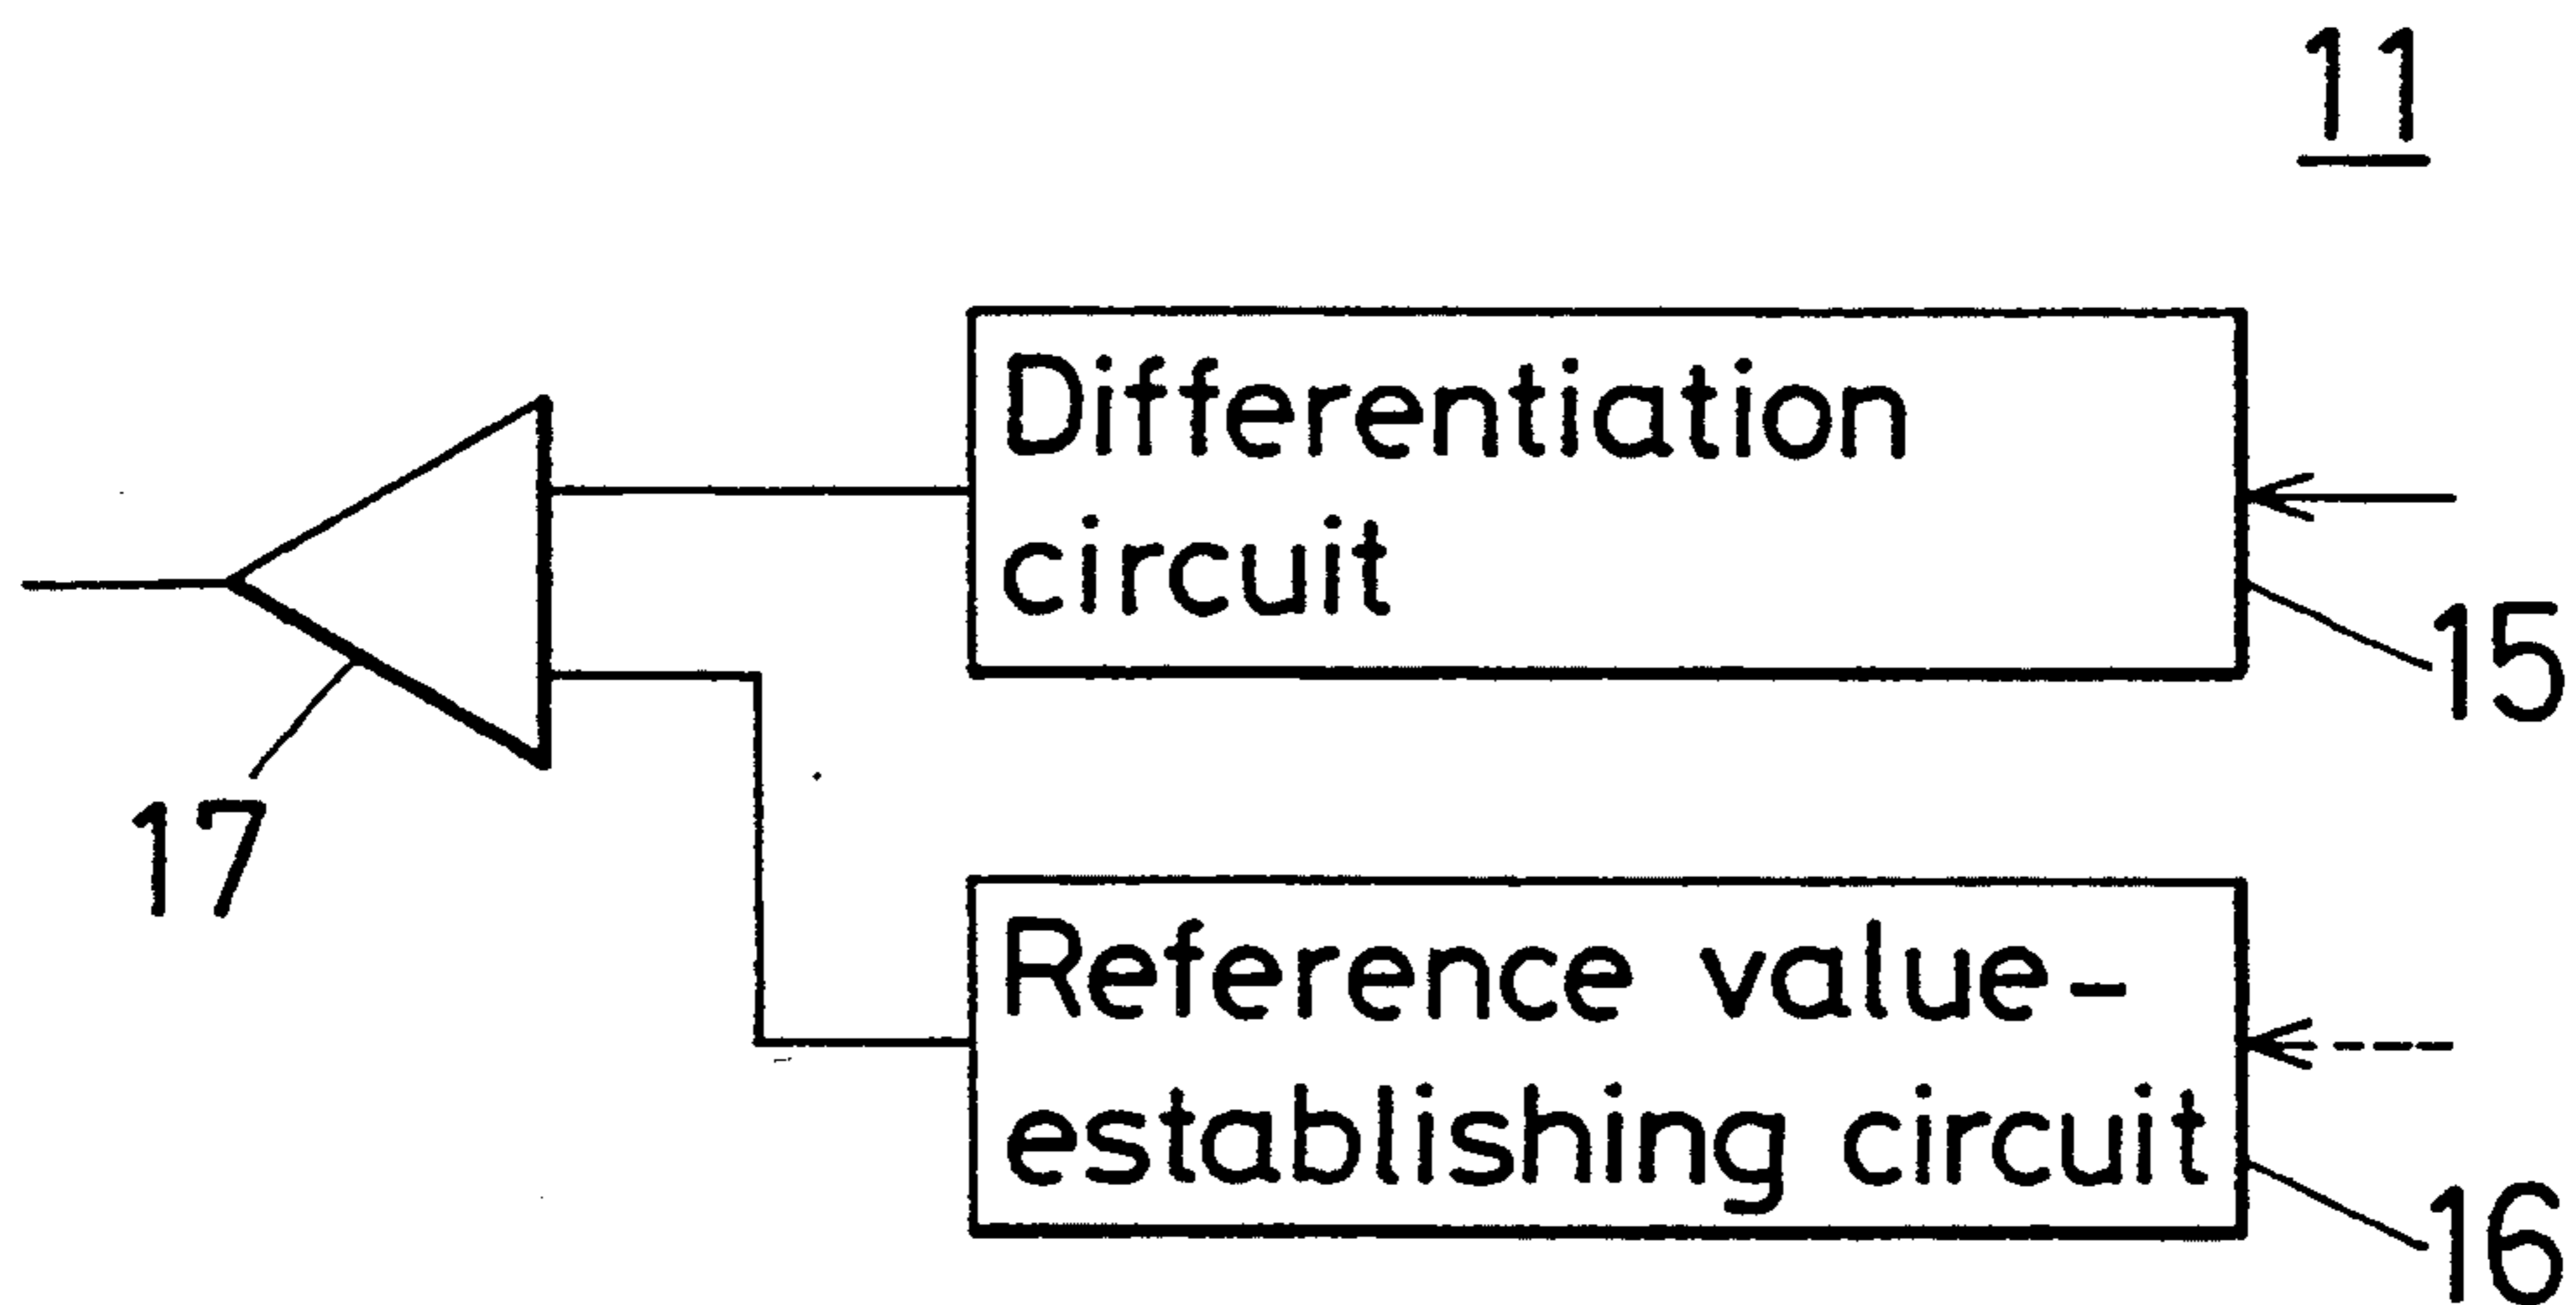 11
Differentiation
circuit
15
17
Reference value-
establishing circuit
16